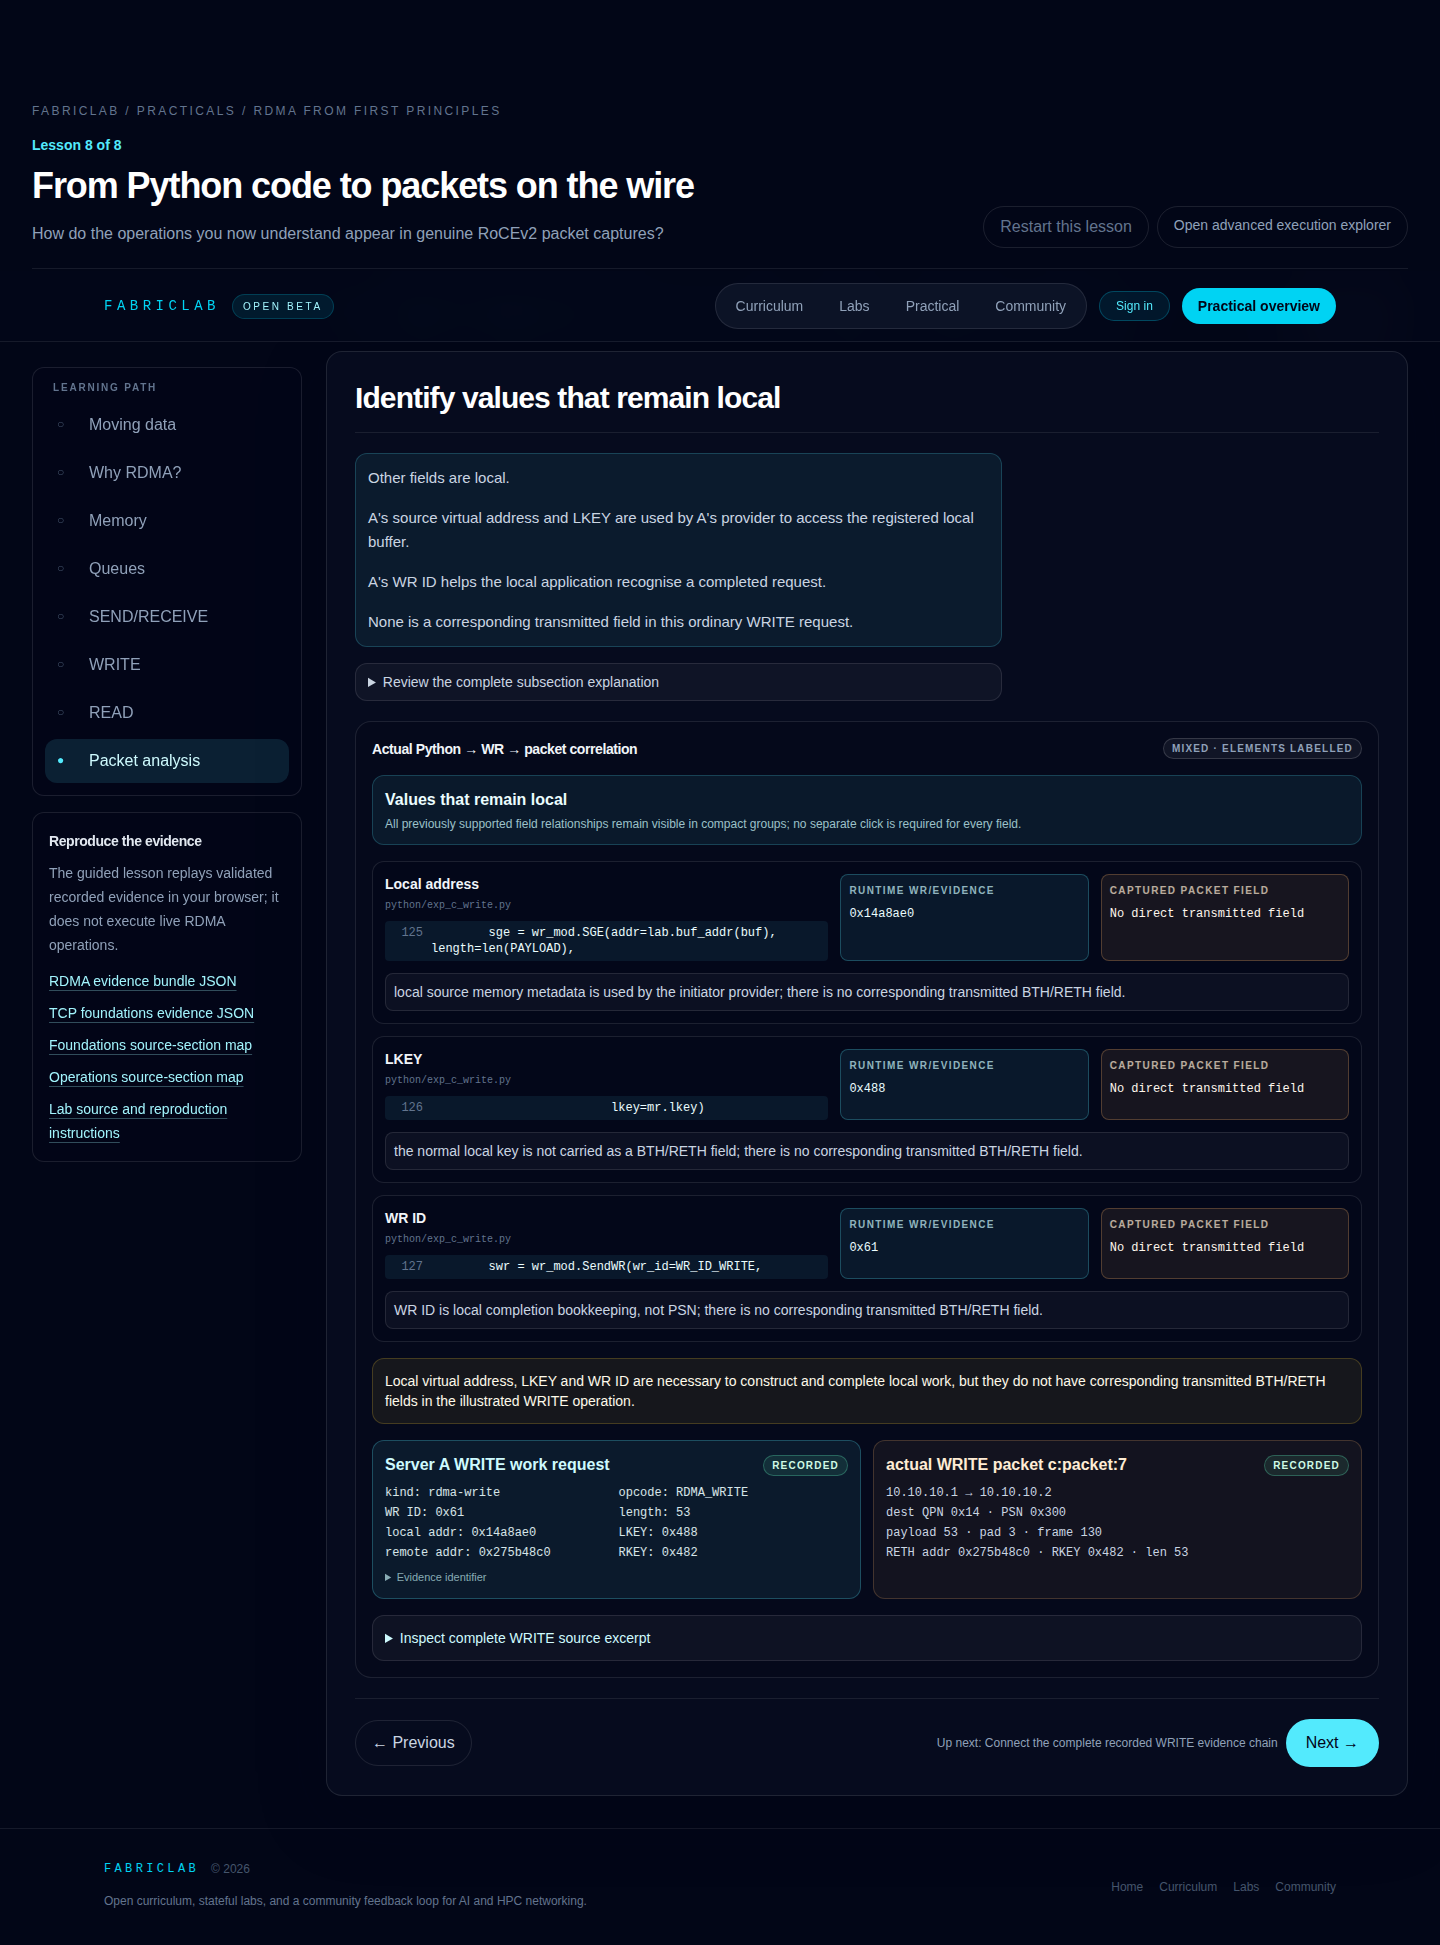 FABRICLAB / PRACTICALS / RDMA FROM FIRST PRINCIPLES
Lesson 8 of 8
From Python code to packets on the wire
How do the operations you now understand appear in genuine RoCEv2 packet captures?
Restart this lesson
Open advanced execution explorer
FABRICLAB
OPEN BETA
Curriculum
Labs
Practical
Community
Sign in
Practical overview
LEARNING PATH
○ Moving data
○ Why RDMA?
○ Memory
○ Queues
○ SEND/RECEIVE
○ WRITE
○ READ
● Packet analysis
Reproduce the evidence
The guided lesson replays validated
recorded evidence in your browser; it
does not execute live RDMA
operations.
RDMA evidence bundle JSON
TCP foundations evidence JSON
Foundations source-section map
Operations source-section map
Lab source and reproduction
instructions
Identify values that remain local
Other fields are local.
A's source virtual address and LKEY are used by A's provider to access the registered local
buffer.
A's WR ID helps the local application recognise a completed request.
None is a corresponding transmitted field in this ordinary WRITE request.
▶ Review the complete subsection explanation
Actual Python → WR → packet correlation
MIXED · ELEMENTS LABELLED
Values that remain local
All previously supported field relationships remain visible in compact groups; no separate click is required for every field.
Local address
python/exp_c_write.py
125 sge = wr_mod.SGE(addr=lab.buf_addr(buf),
length=len(PAYLOAD),
RUNTIME WR/EVIDENCE
0x14a8ae0
CAPTURED PACKET FIELD
No direct transmitted field
local source memory metadata is used by the initiator provider; there is no corresponding transmitted BTH/RETH field.
LKEY
python/exp_c_write.py
126 lkey=mr.lkey)
RUNTIME WR/EVIDENCE
0x488
CAPTURED PACKET FIELD
No direct transmitted field
the normal local key is not carried as a BTH/RETH field; there is no corresponding transmitted BTH/RETH field.
WR ID
python/exp_c_write.py
127 swr = wr_mod.SendWR(wr_id=WR_ID_WRITE,
RUNTIME WR/EVIDENCE
0x61
CAPTURED PACKET FIELD
No direct transmitted field
WR ID is local completion bookkeeping, not PSN; there is no corresponding transmitted BTH/RETH field.
Local virtual address, LKEY and WR ID are necessary to construct and complete local work, but they do not have corresponding transmitted BTH/RETH
fields in the illustrated WRITE operation.
Server A WRITE work request
RECORDED
kind: rdma-write
opcode: RDMA_WRITE
WR ID: 0x61
length: 53
local addr: 0x14a8ae0
LKEY: 0x488
remote addr: 0x275b48c0
RKEY: 0x482
▶ Evidence identifier
actual WRITE packet c:packet:7
RECORDED
10.10.10.1 → 10.10.10.2
dest QPN 0x14 · PSN 0x300
payload 53 · pad 3 · frame 130
RETH addr 0x275b48c0 · RKEY 0x482 · len 53
▶ Inspect complete WRITE source excerpt
← Previous
Up next: Connect the complete recorded WRITE evidence chain
Next →
FABRICLAB
© 2026
Open curriculum, stateful labs, and a community feedback loop for AI and HPC networking.
Home
Curriculum
Labs
Community